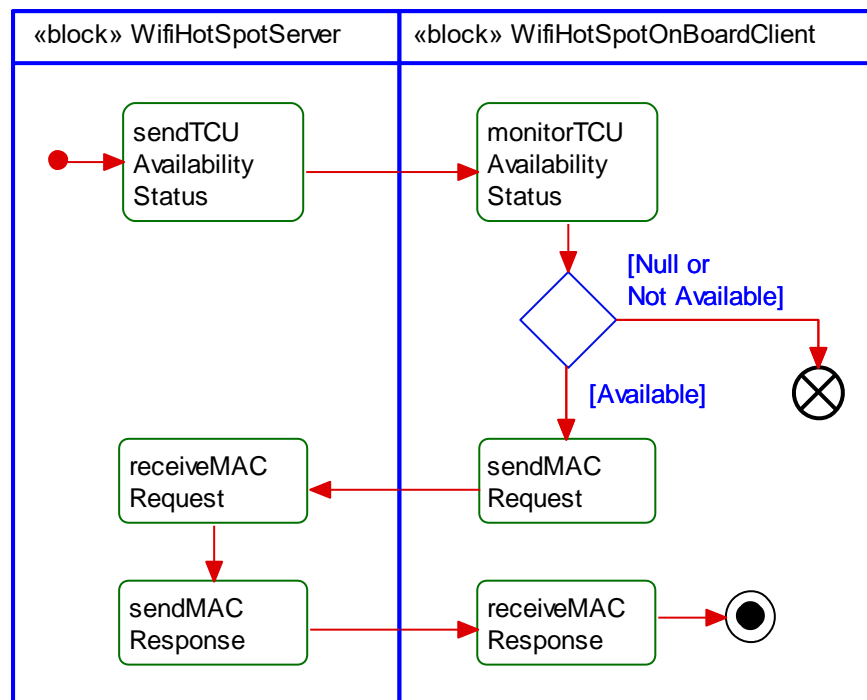 «block» WifiHotSpotServer
«block» WifiHotSpotOnBoardClient
sendTCU
Availability
Status
monitorTCU
Availability
Status
[Null or
Not Available]
[Available]
receiveMAC
Request
sendMAC
Request
sendMAC
Response
receiveMAC
Response